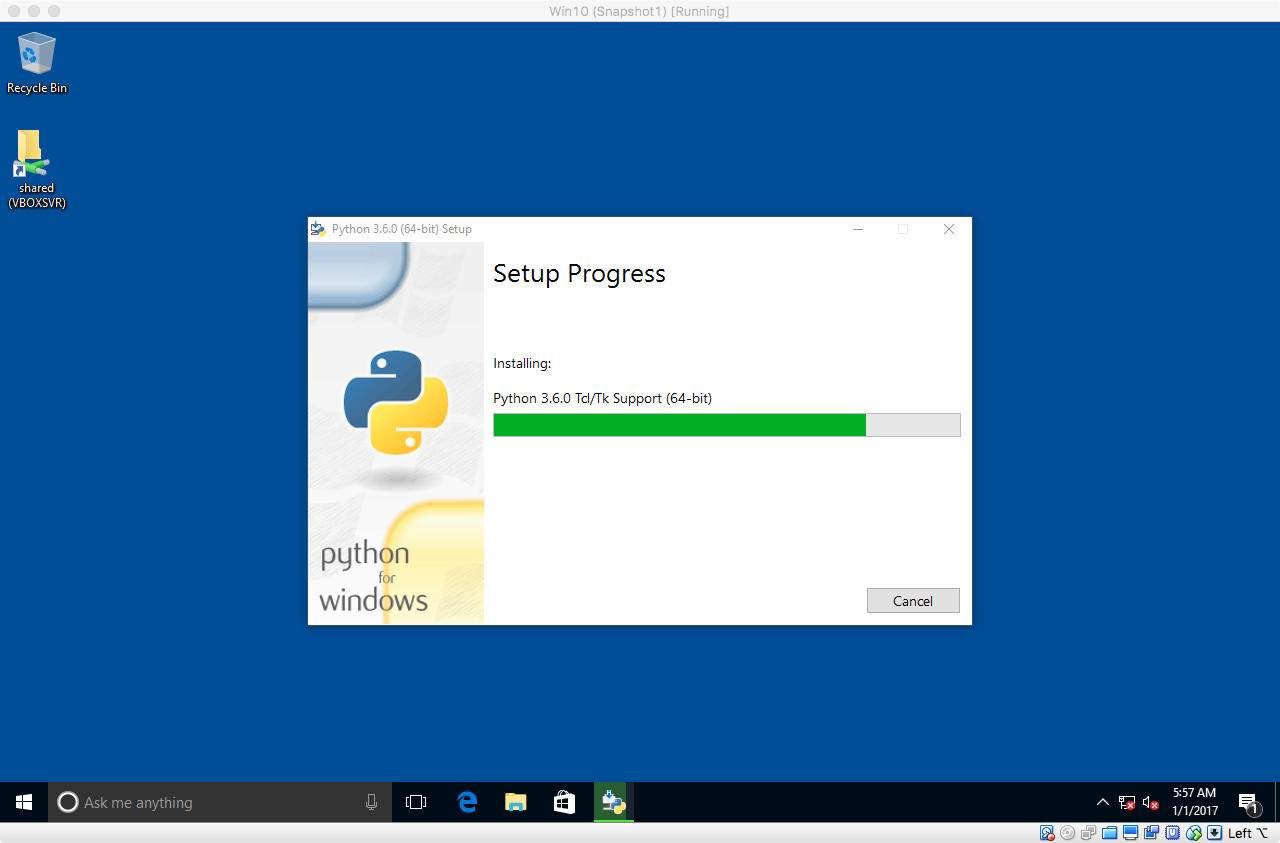 Win10 (Snapshot1) [Running]
Recycle Bin
shared
(VBOXSVR)
Python 3.6.0 (64-bit) Setup
Setup Progress
Installing:
Python 3.6.0 Tcl/Tk Support (64-bit)
python
for
windows
Cancel
Ask me anything
5:57 AM
1/1/2017
1
Left ⌥